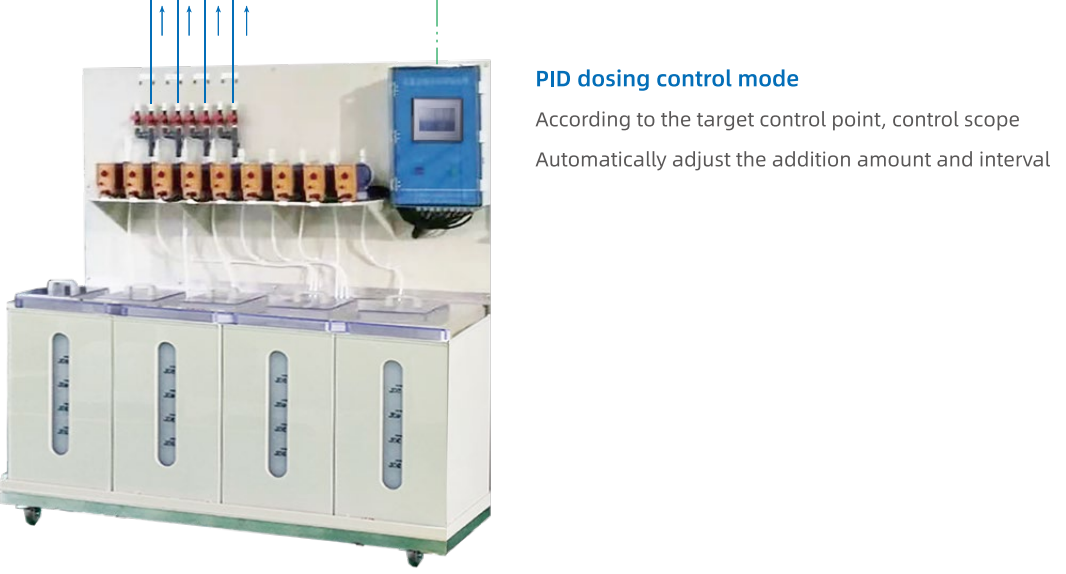 PID dosing control mode
According to the target control point, control scope
Automatically adjust the addition amount and interval